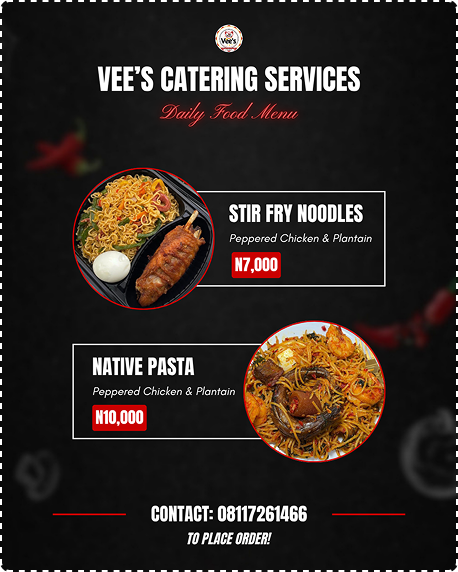 Vee's
VEE'S CATERING SERVICES
Daily Food Menu
STIR FRY NOODLES
Peppered Chicken & Plantain
N7,000
NATIVE PASTA
Peppered Chicken & Plantain
N10,000
CONTACT: 08117261466
TO PLACE ORDER!